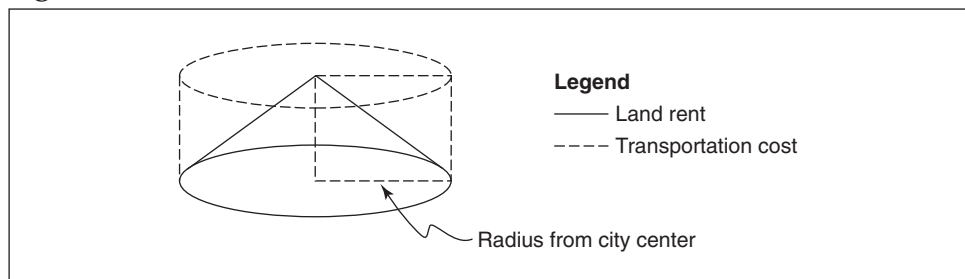 Legend
Land rent
Transportation cost
Radius from city center